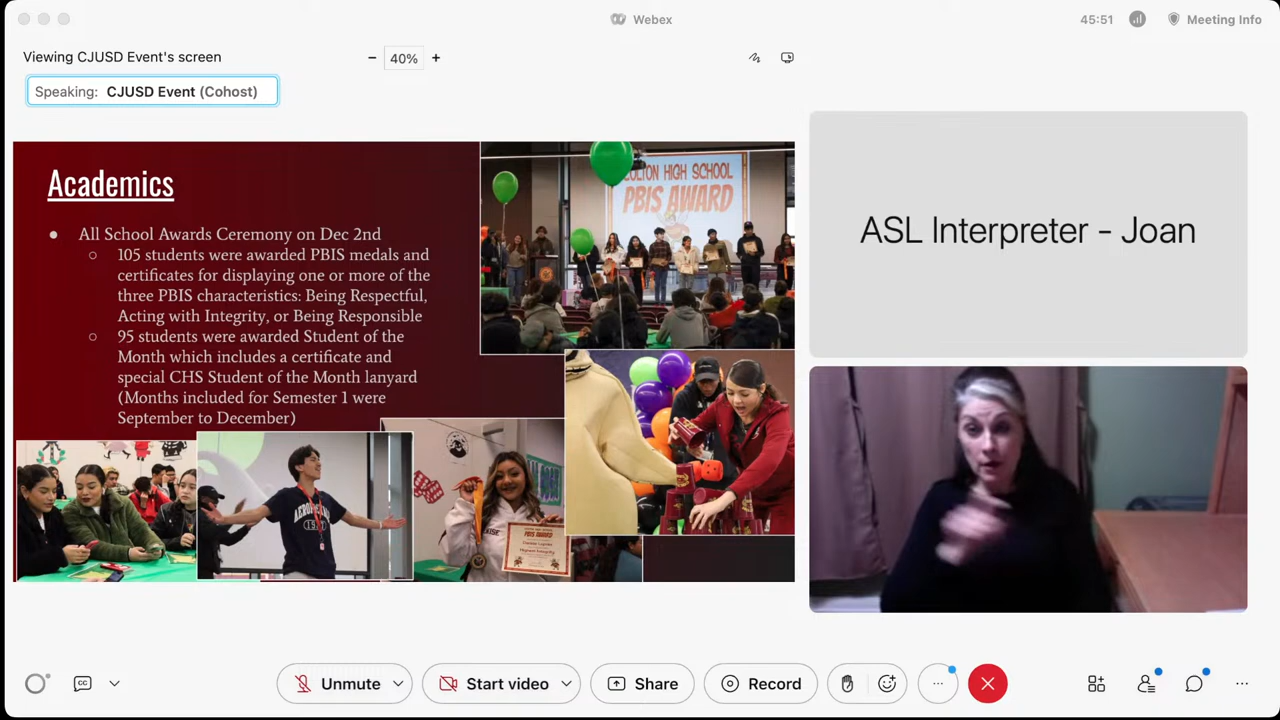 Webex
45:51
Meeting Info
Viewing CJUSD Event's screen
40%
Speaking: CJUSD Event (Cohost)
Academics
All School Awards Ceremony on Dec 2nd
105 students were awarded PBIS medals and
certificates for displaying one or more of the
three PBIS characteristics: Being Respectful,
Acting with Integrity, or Being Responsible
95 students were awarded Student of the
Month which includes a certificate and
special CHS Student of the Month lanyard
(Months included for Semester 1 were
September to December)
COLTON HIGH SCHOOL
PBIS AWARD
PBIS AWARD
ASL Interpreter - Joan
CC
Unmute
Start video
Share
Record